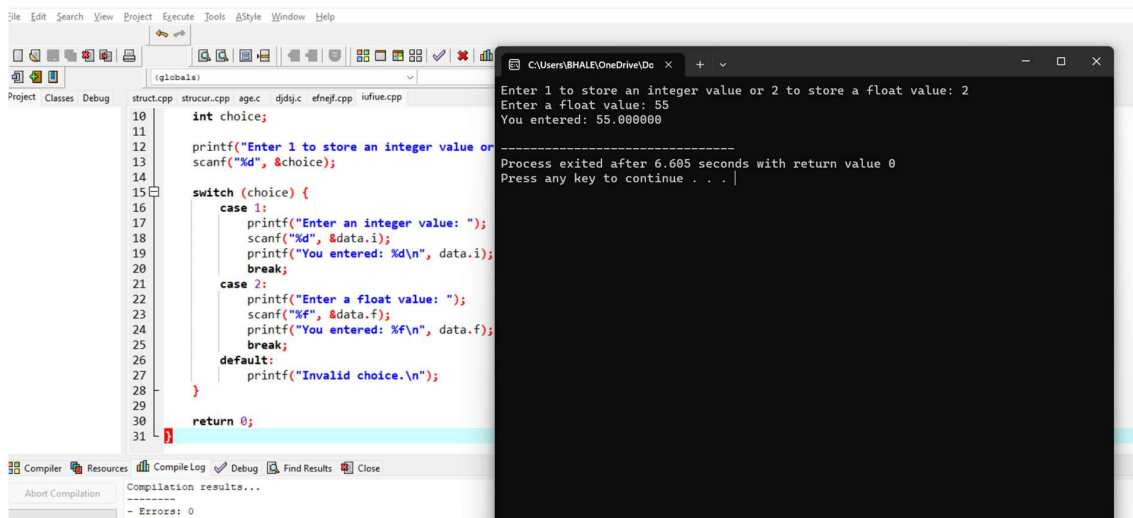 File Edit Search View Project Execute Tools AStyle Window Help
(globals)
Project Classes Debug
struct.cpp strucur..cpp age.c djdsj.c efnejf.cpp iufiue.cpp
10 int choice;
11
12 printf("Enter 1 to store an integer value or
13 scanf("%d", &choice);
14
15 switch (choice) {
16 case 1:
17 printf("Enter an integer value: ");
18 scanf("%d", &data.i);
19 printf("You entered: %d\n", data.i);
20 break;
21 case 2:
22 printf("Enter a float value: ");
23 scanf("%f", &data.f);
24 printf("You entered: %f\n", data.f);
25 break;
26 default:
27 printf("Invalid choice.\n");
28 }
29
30 return 0;
31 }
Compiler Resources Compile Log Debug Find Results Close
Abort Compilation
Compilation results...
--------
- Errors: 0
C:\Users\BHALE\OneDrive\Do
Enter 1 to store an integer value or 2 to store a float value: 2
Enter a float value: 55
You entered: 55.000000
--------------------------------
Process exited after 6.605 seconds with return value 0
Press any key to continue . . .